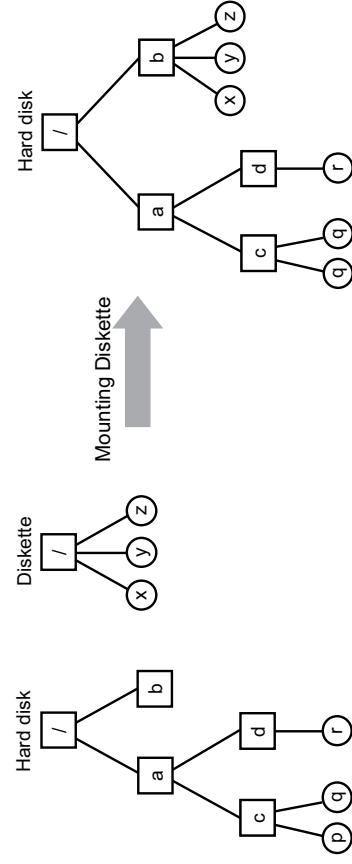 Hard disk
/
a b
c d
p q r
Diskette
/
x y z
Mounting Diskette
Hard disk
/
a b
x y z
c d
q q r